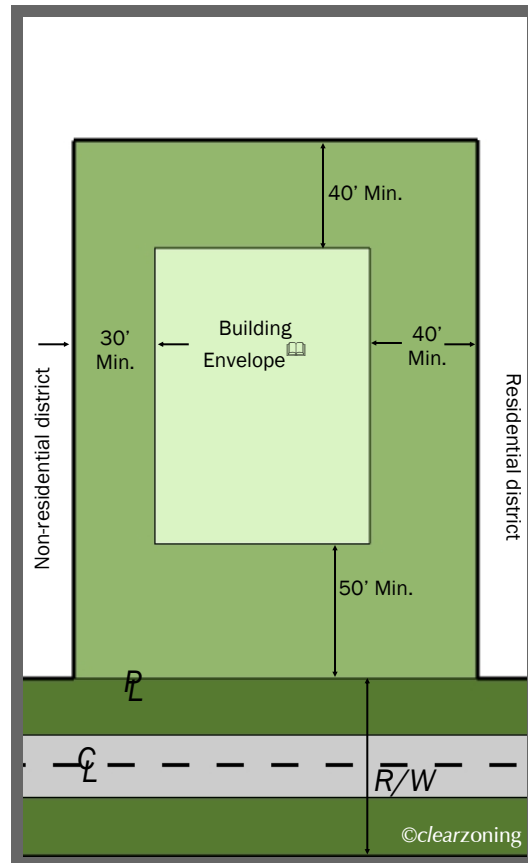 40’ Min.
30’
Min.
Building
Envelope
40’
Min.
Non-residential district
Residential district
50’ Min.
PL
CL
R/W
©clearzoning